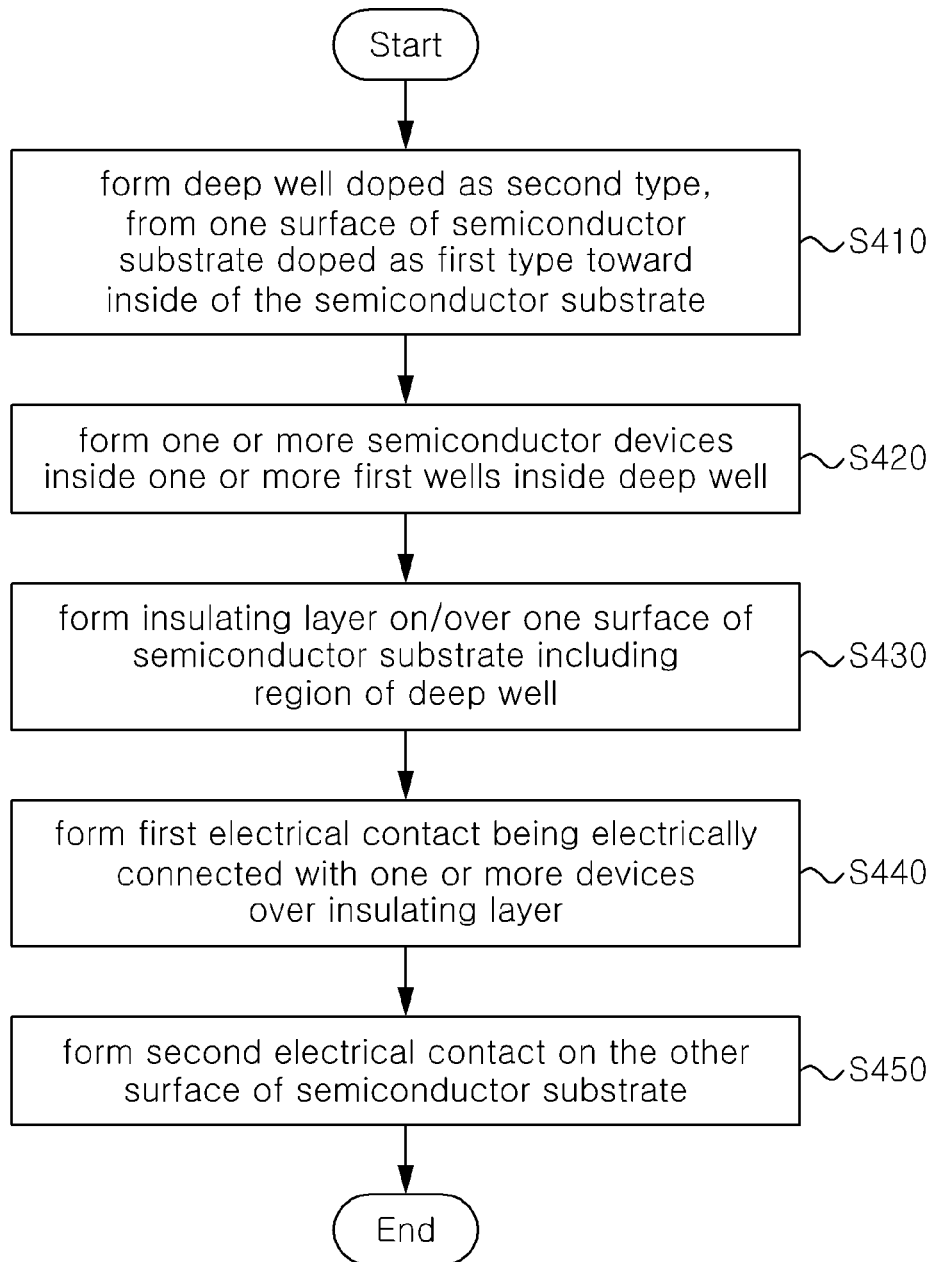 Start
form deep well doped as second type,
from one surface of semiconductor
substrate doped as first type toward
inside of the semiconductor substrate
S410
form one or more semiconductor devices
inside one or more first wells inside deep well
S420
form insulating layer on/over one surface of
semiconductor substrate including
region of deep well
S430
form first electrical contact being electrically
connected with one or more devices
over insulating layer
S440
form second electrical contact on the other
surface of semiconductor substrate
S450
End